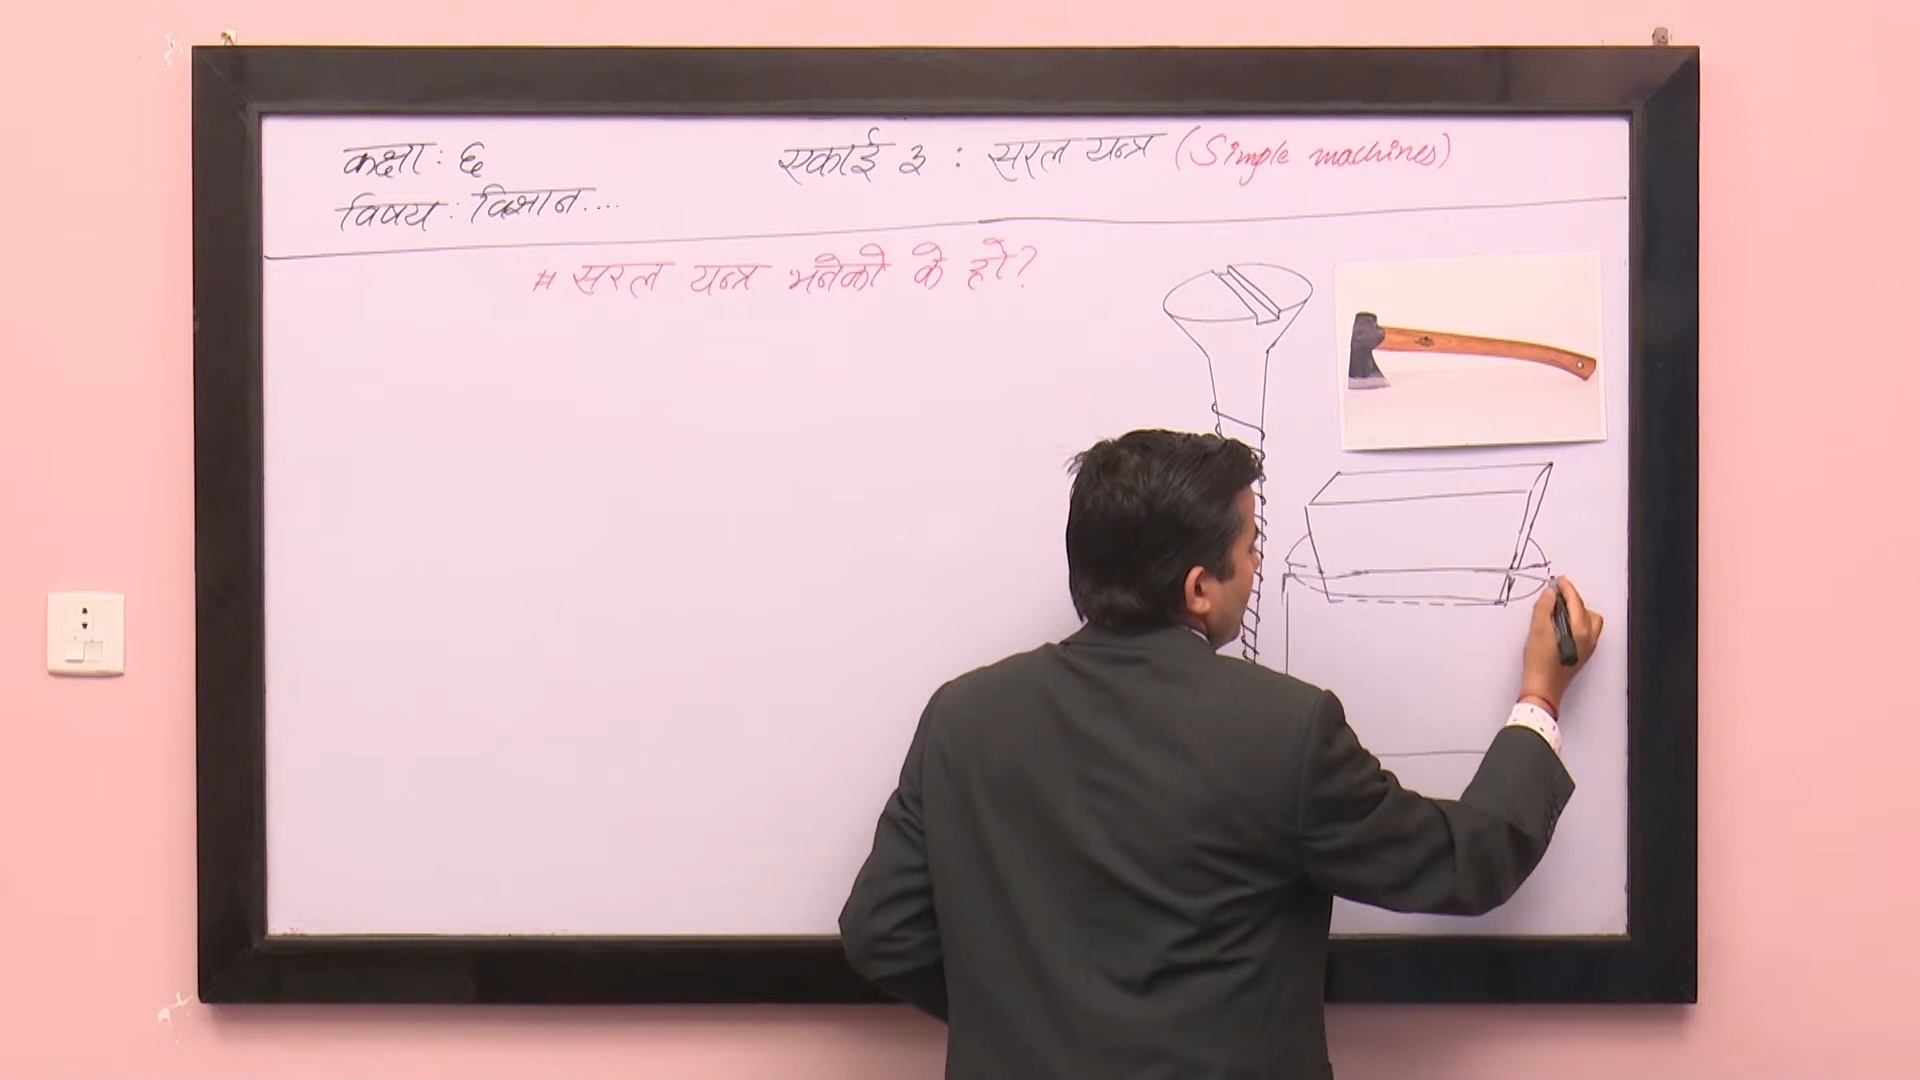 कक्षा: ६
एकाई ३ : सरल यन्त्र (Simple machines)
विषय: विज्ञान....
# सरल यन्त्र भनेको के हो?